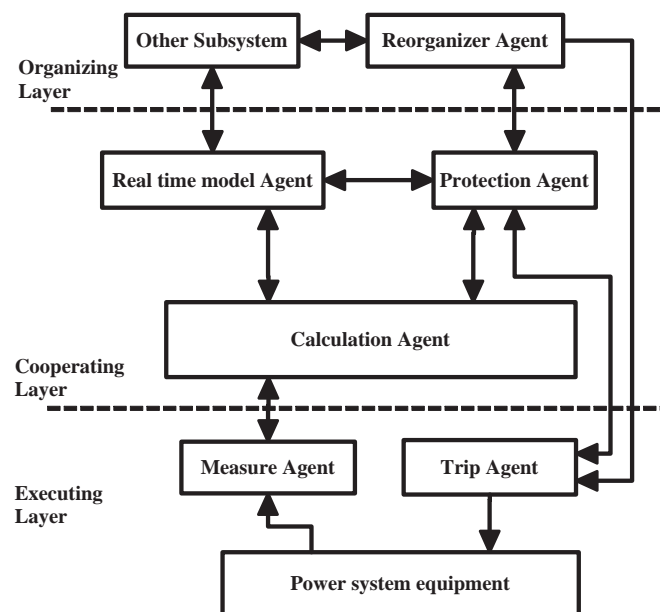 Other Subsystem
Reorganizer Agent
Organizing
Layer
Real time model Agent
Protection Agent
Calculation Agent
Cooperating
Layer
Measure Agent
Trip Agent
Executing
Layer
Power system equipment